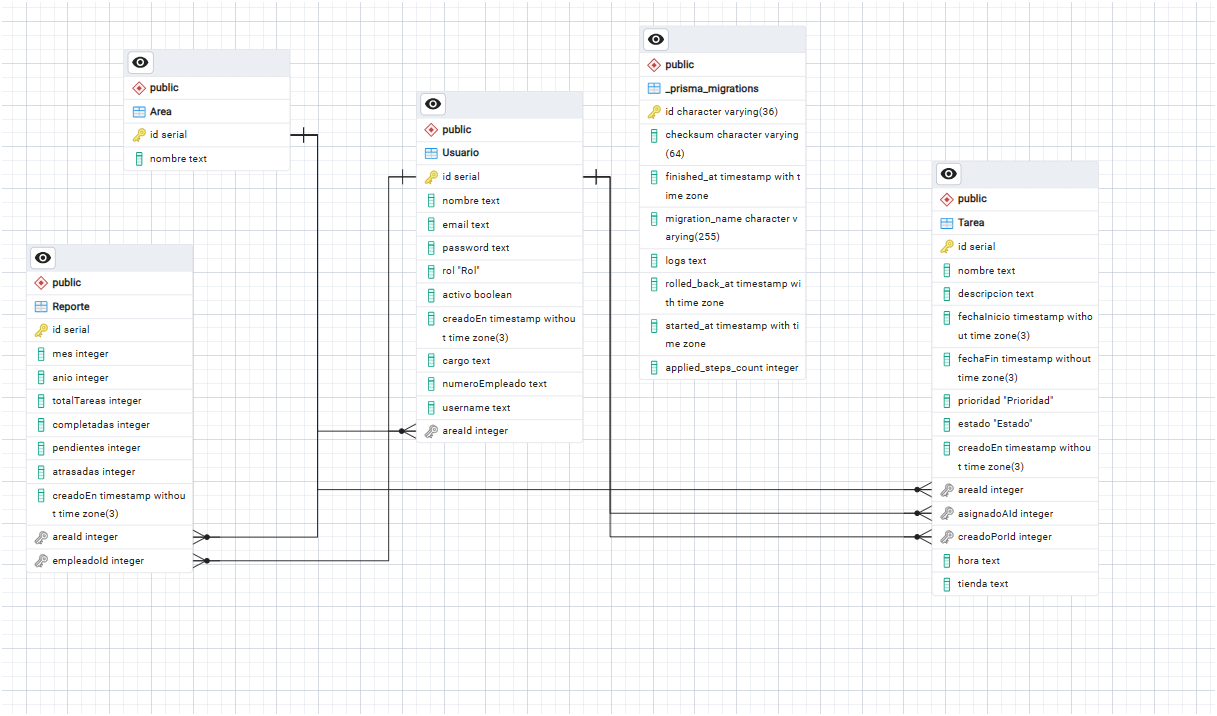 public
Area
id serial
nombre text
public
Reporte
id serial
mes integer
anio integer
totalTareas integer
completadas integer
pendientes integer
atrasadas integer
creadoEn timestamp withou
t time zone(3)
areaId integer
empleadoId integer
public
Usuario
id serial
nombre text
email text
password text
rol "Rol"
activo boolean
creadoEn timestamp withou
t time zone(3)
cargo text
numeroEmpleado text
username text
areaId integer
public
_prisma_migrations
id character varying(36)
checksum character varying
(64)
finished_at timestamp with t
ime zone
migration_name character v
arying(255)
logs text
rolled_back_at timestamp wi
th time zone
started_at timestamp with ti
me zone
applied_steps_count integer
public
Tarea
id serial
nombre text
descripcion text
fechaInicio timestamp witho
ut time zone(3)
fechaFin timestamp without
time zone(3)
prioridad "Prioridad"
estado "Estado"
creadoEn timestamp withou
t time zone(3)
areaId integer
asignadoAId integer
creadoPorId integer
hora text
tienda text